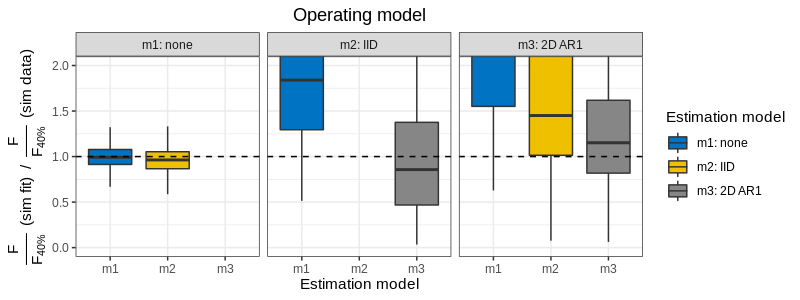 Operating model
m1: none
m2: IID
m3: 2D AR1
F/F40% (sim fit) / F/F40% (sim data)
2.0
1.5
1.0
0.5
0.0
m1 m2 m3
m1 m2 m3
m1 m2 m3
Estimation model
Estimation model
m1: none
m2: IID
m3: 2D AR1